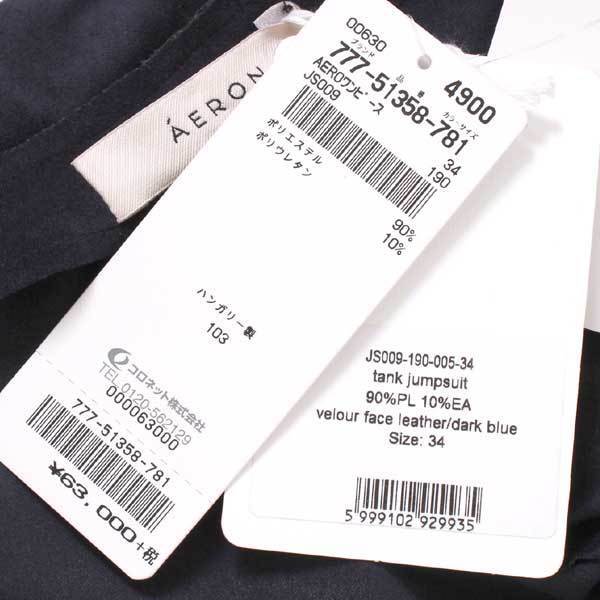 ÁERON
00630
ブランド 品番 カラーサイズ
777-51358-781
4900
AEROワンピース
JS009
34
190
ポリエステル 90%
ポリウレタン 10%
ハンガリー製
103
コロネット株式会社
TEL.0120-562129
000063000
777-51358-781
¥63,000+税
JS009-190-005-34
tank jumpsuit
90%PL 10%EA
velour face leather/dark blue
Size: 34
5 999102 929935